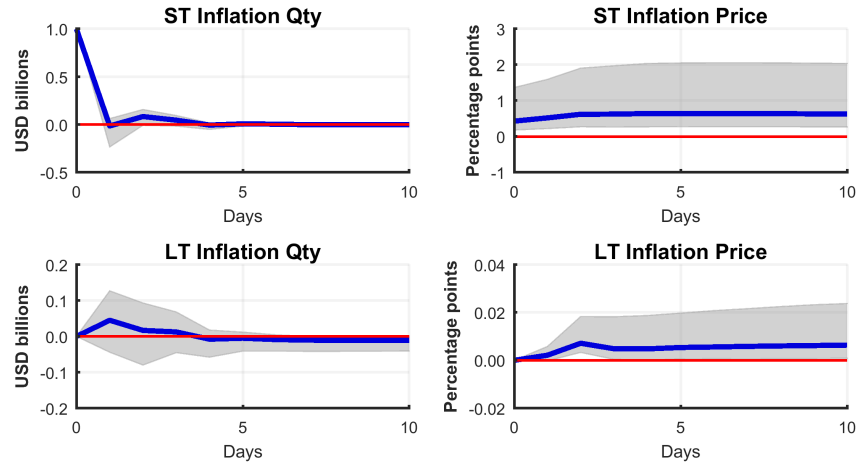 ST Inflation Qty
USD billions
1.0
0.5
0.0
-0.5
0
5
10
Days
ST Inflation Price
Percentage points
3
2
1
0
-1
0
5
10
Days
LT Inflation Qty
USD billions
0.2
0.1
0.0
-0.1
-0.2
0
5
10
Days
LT Inflation Price
Percentage points
0.04
0.02
0.00
-0.02
0
5
10
Days